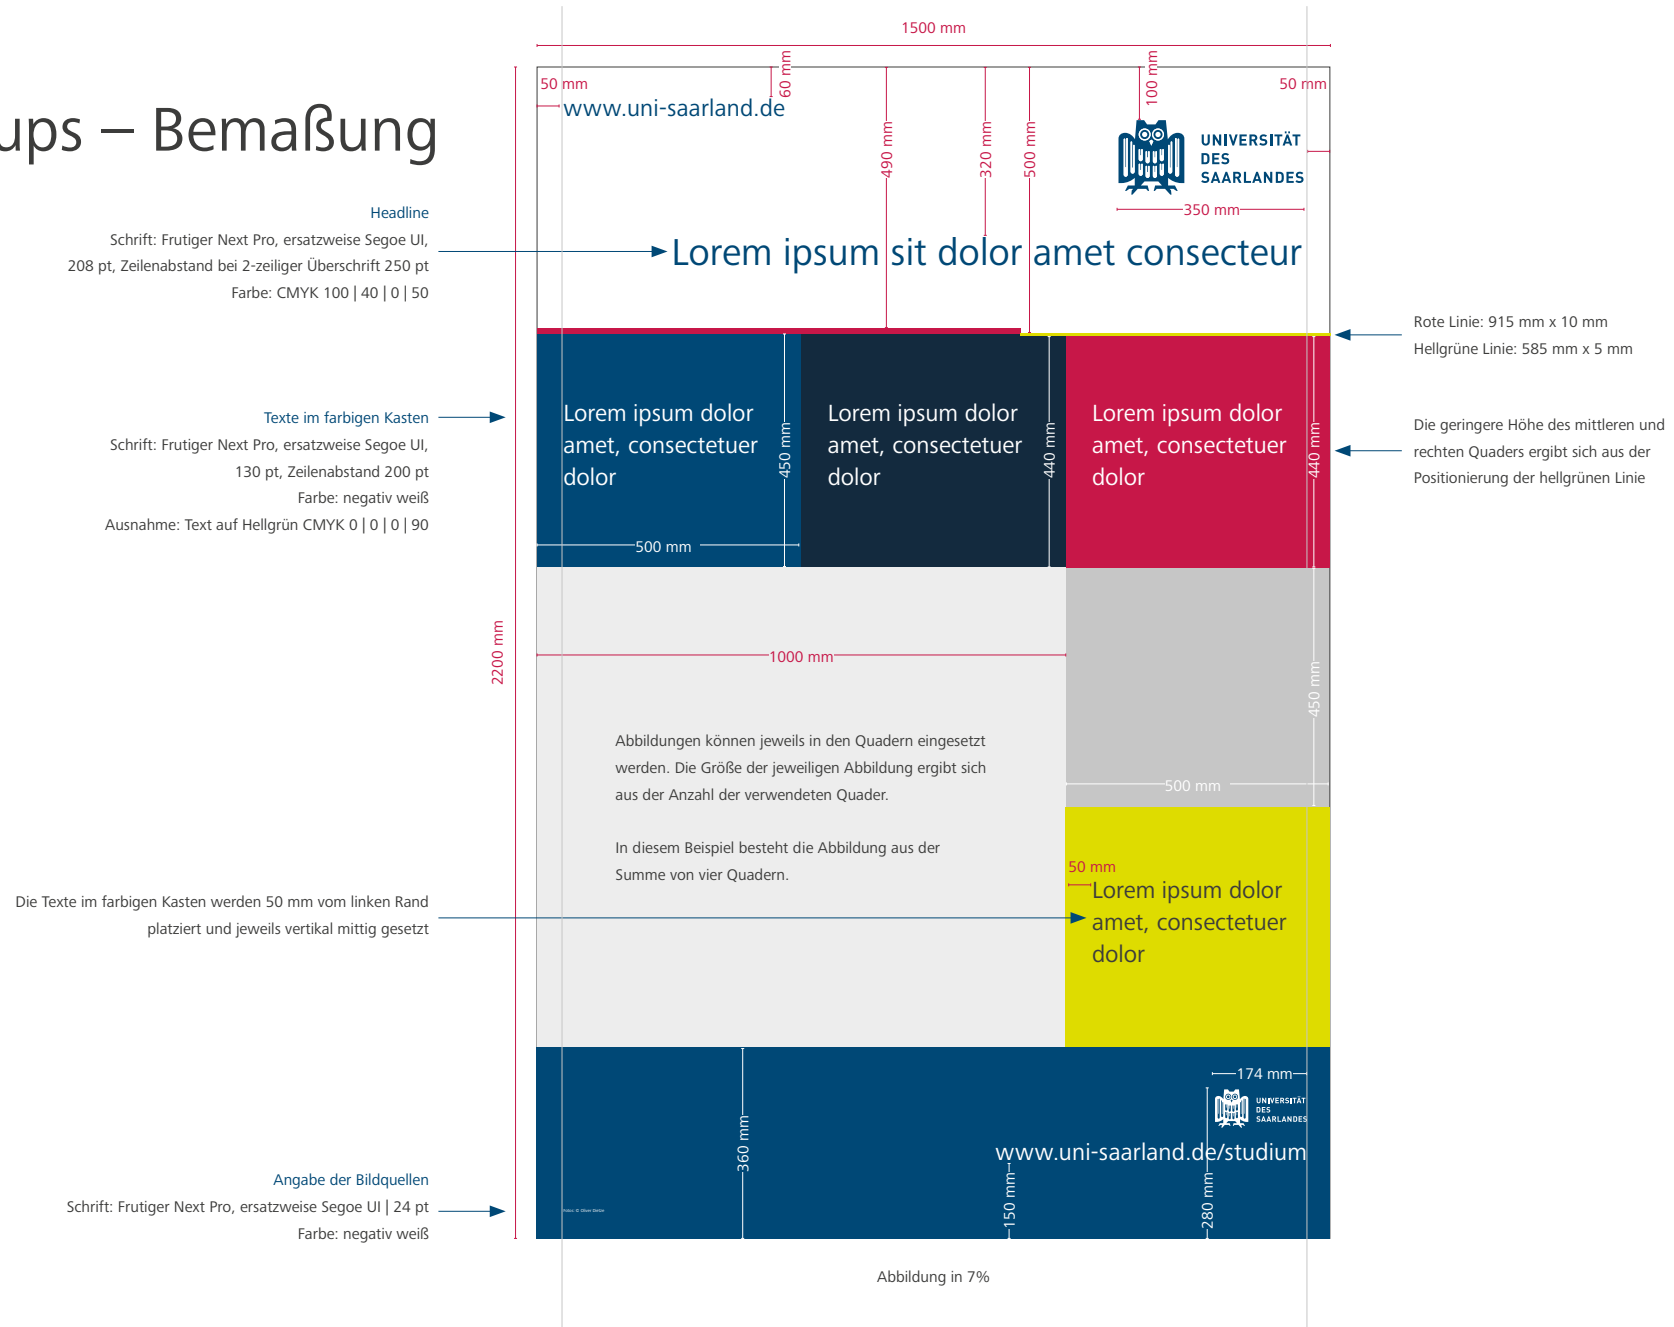 1500 mm
50 mm
60 mm
100 mm
50 mm
www.uni-saarland.de
ups – Bemaßung
490 mm
320 mm
500 mm
UNIVERSITÄT
DES
SAARLANDES
350 mm
Headline
Schrift: Frutiger Next Pro, ersatzweise Segoe UI,
208 pt, Zeilenabstand bei 2-zeiliger Überschrift 250 pt
Farbe: CMYK 100 | 40 | 0 | 50
Lorem ipsum sit dolor amet consecteur
Rote Linie: 915 mm x 10 mm
Hellgrüne Linie: 585 mm x 5 mm
Texte im farbigen Kasten
Schrift: Frutiger Next Pro, ersatzweise Segoe UI,
130 pt, Zeilenabstand 200 pt
Farbe: negativ weiß
Ausnahme: Text auf Hellgrün CMYK 0 | 0 | 0 | 90
Lorem ipsum dolor
amet, consectetuer
dolor
450 mm
500 mm
Lorem ipsum dolor
amet, consectetuer
dolor
440 mm
Lorem ipsum dolor
amet, consectetuer
dolor
440 mm
Die geringere Höhe des mittleren und
rechten Quaders ergibt sich aus der
Positionierung der hellgrünen Linie
2200 mm
1000 mm
450 mm
500 mm
Abbildungen können jeweils in den Quadern eingesetzt
werden. Die Größe der jeweiligen Abbildung ergibt sich
aus der Anzahl der verwendeten Quader.
In diesem Beispiel besteht die Abbildung aus der
Summe von vier Quadern.
50 mm
Lorem ipsum dolor
amet, consectetuer
dolor
Die Texte im farbigen Kasten werden 50 mm vom linken Rand
platziert und jeweils vertikal mittig gesetzt
174 mm
UNIVERSITÄT
DES
SAARLANDES
www.uni-saarland.de/studium
360 mm
150 mm
280 mm
Angabe der Bildquellen
Schrift: Frutiger Next Pro, ersatzweise Segoe UI | 24 pt
Farbe: negativ weiß
Fotos: © Oliver Dietze
Abbildung in 7%